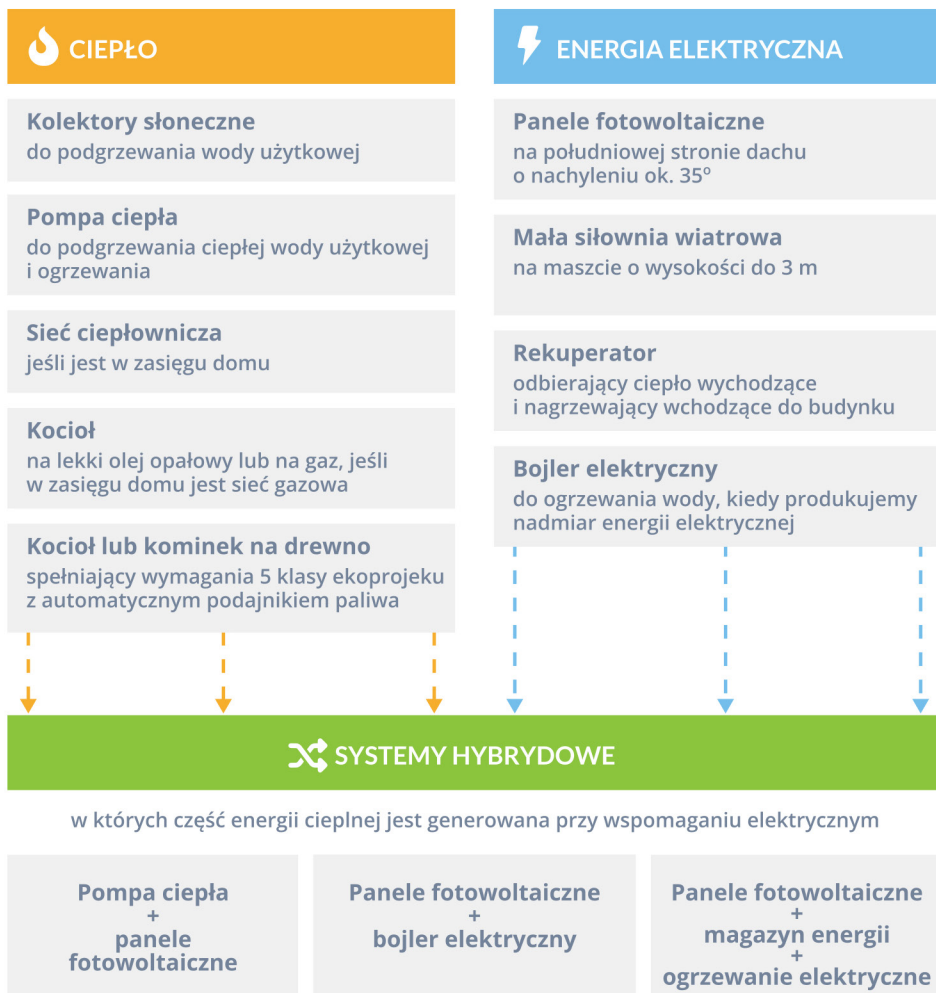 CIEPŁO
Kolektory słoneczne
do podgrzewania wody użytkowej
Pompa ciepła
do podgrzewania ciepłej wody użytkowej
i ogrzewania
Sieć ciepłownicza
jeśli jest w zasięgu domu
Kocioł
na lekki olej opałowy lub na gaz, jeśli
w zasięgu domu jest sieć gazowa
Kocioł lub kominek na drewno
spełniający wymagania 5 klasy ekoprojeku
z automatycznym podajnikiem paliwa
ENERGIA ELEKTRYCZNA
Panele fotowoltaiczne
na południowej stronie dachu
o nachyleniu ok. 35º
Mała siłownia wiatrowa
na maszcie o wysokości do 3 m
Rekuperator
odbierający ciepło wychodzące
i nagrzewający wchodzące do budynku
Bojler elektryczny
do ogrzewania wody, kiedy produkujemy
nadmiar energii elektrycznej
SYSTEMY HYBRYDOWE
w których część energii cieplnej jest generowana przy wspomaganiu elektrycznym
Pompa ciepła
+
panele
fotowoltaiczne
Panele fotowoltaiczne
+
bojler elektryczny
Panele fotowoltaiczne
+
magazyn energii
+
ogrzewanie elektryczne